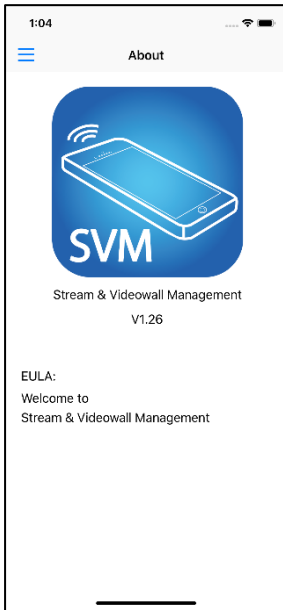 1:04
About
SVM
Stream & Videowall Management
V1.26
EULA:
Welcome to
Stream & Videowall Management